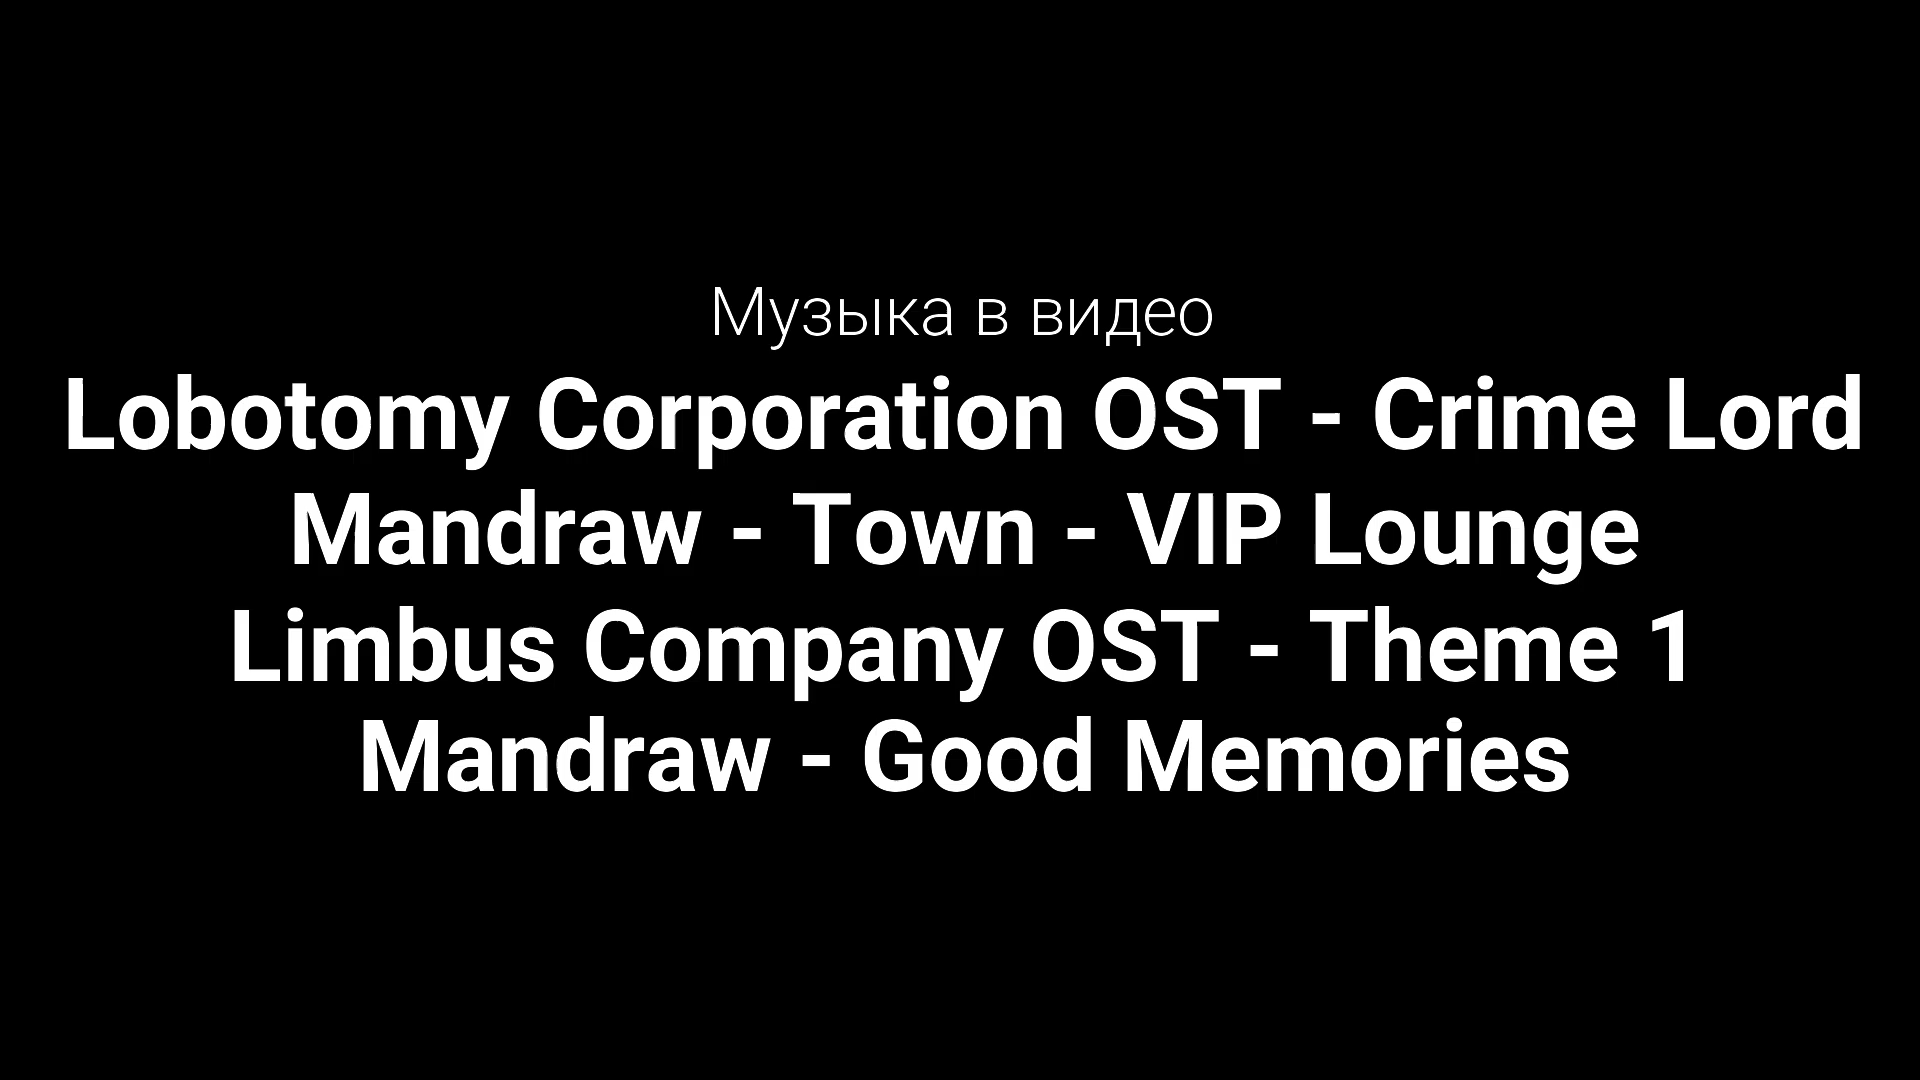 Музыка в видео
Lobotomy Corporation OST - Crime Lord
Mandraw - Town - VIP Lounge
Limbus Company OST - Theme 1
Mandraw - Good Memories